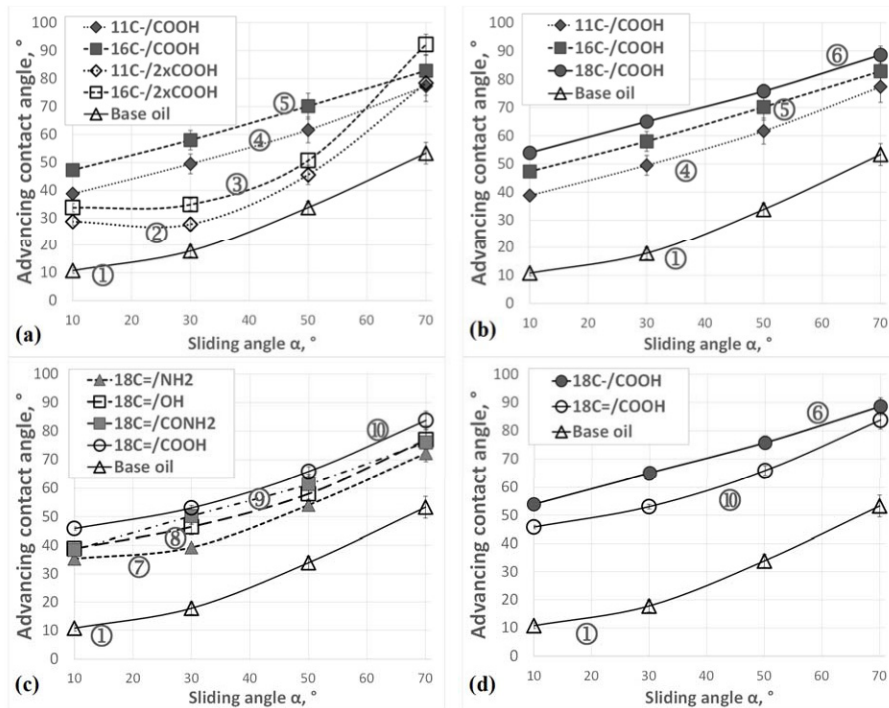 11C-/COOH
16C-/COOH
11C-/2xCOOH
16C-/2xCOOH
Base oil
Advancing contact angle, °
100
90
80
70
60
50
40
30
20
10
0
⑤
④
③
②
①
10 20 30 40 50 60 70
(a)
Sliding angle α, °
11C-/COOH
16C-/COOH
18C-/COOH
Base oil
Advancing contact angle, °
100
90
80
70
60
50
40
30
20
10
0
⑥
⑤
④
①
10 20 30 40 50 60 70
(b)
Sliding angle α, °
18C=/NH2
18C=/OH
18C=/CONH2
18C=/COOH
Base oil
Advancing contact angle, °
100
90
80
70
60
50
40
30
20
10
0
⑩
⑨
⑧
⑦
①
10 20 30 40 50 60 70
(c)
Sliding angle α, °
18C-/COOH
18C=/COOH
Base oil
Advancing contact angle, °
100
90
80
70
60
50
40
30
20
10
0
⑥
⑩
①
10 20 30 40 50 60 70
(d)
Sliding angle α, °